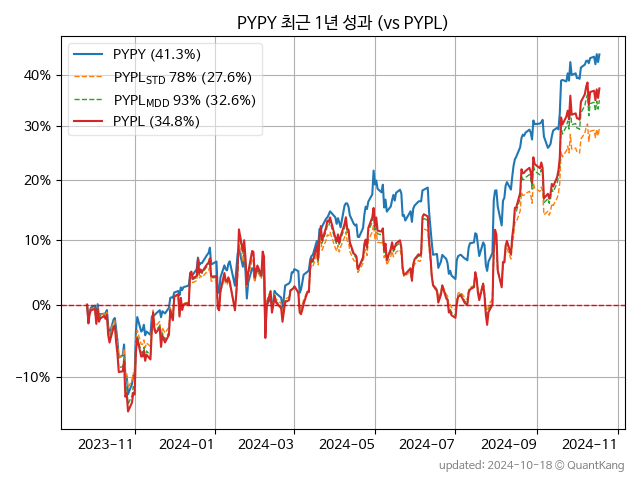 PYPY 최근 1년 성과 (vs PYPL)
PYPY (41.3%)
PYPL_STD 78% (27.6%)
PYPL_MDD 93% (32.6%)
PYPL (34.8%)
40%
30%
20%
10%
0%
−10%
2023-11 2024-01 2024-03 2024-05 2024-07 2024-09 2024-11
updated: 2024-10-18 © QuantKang